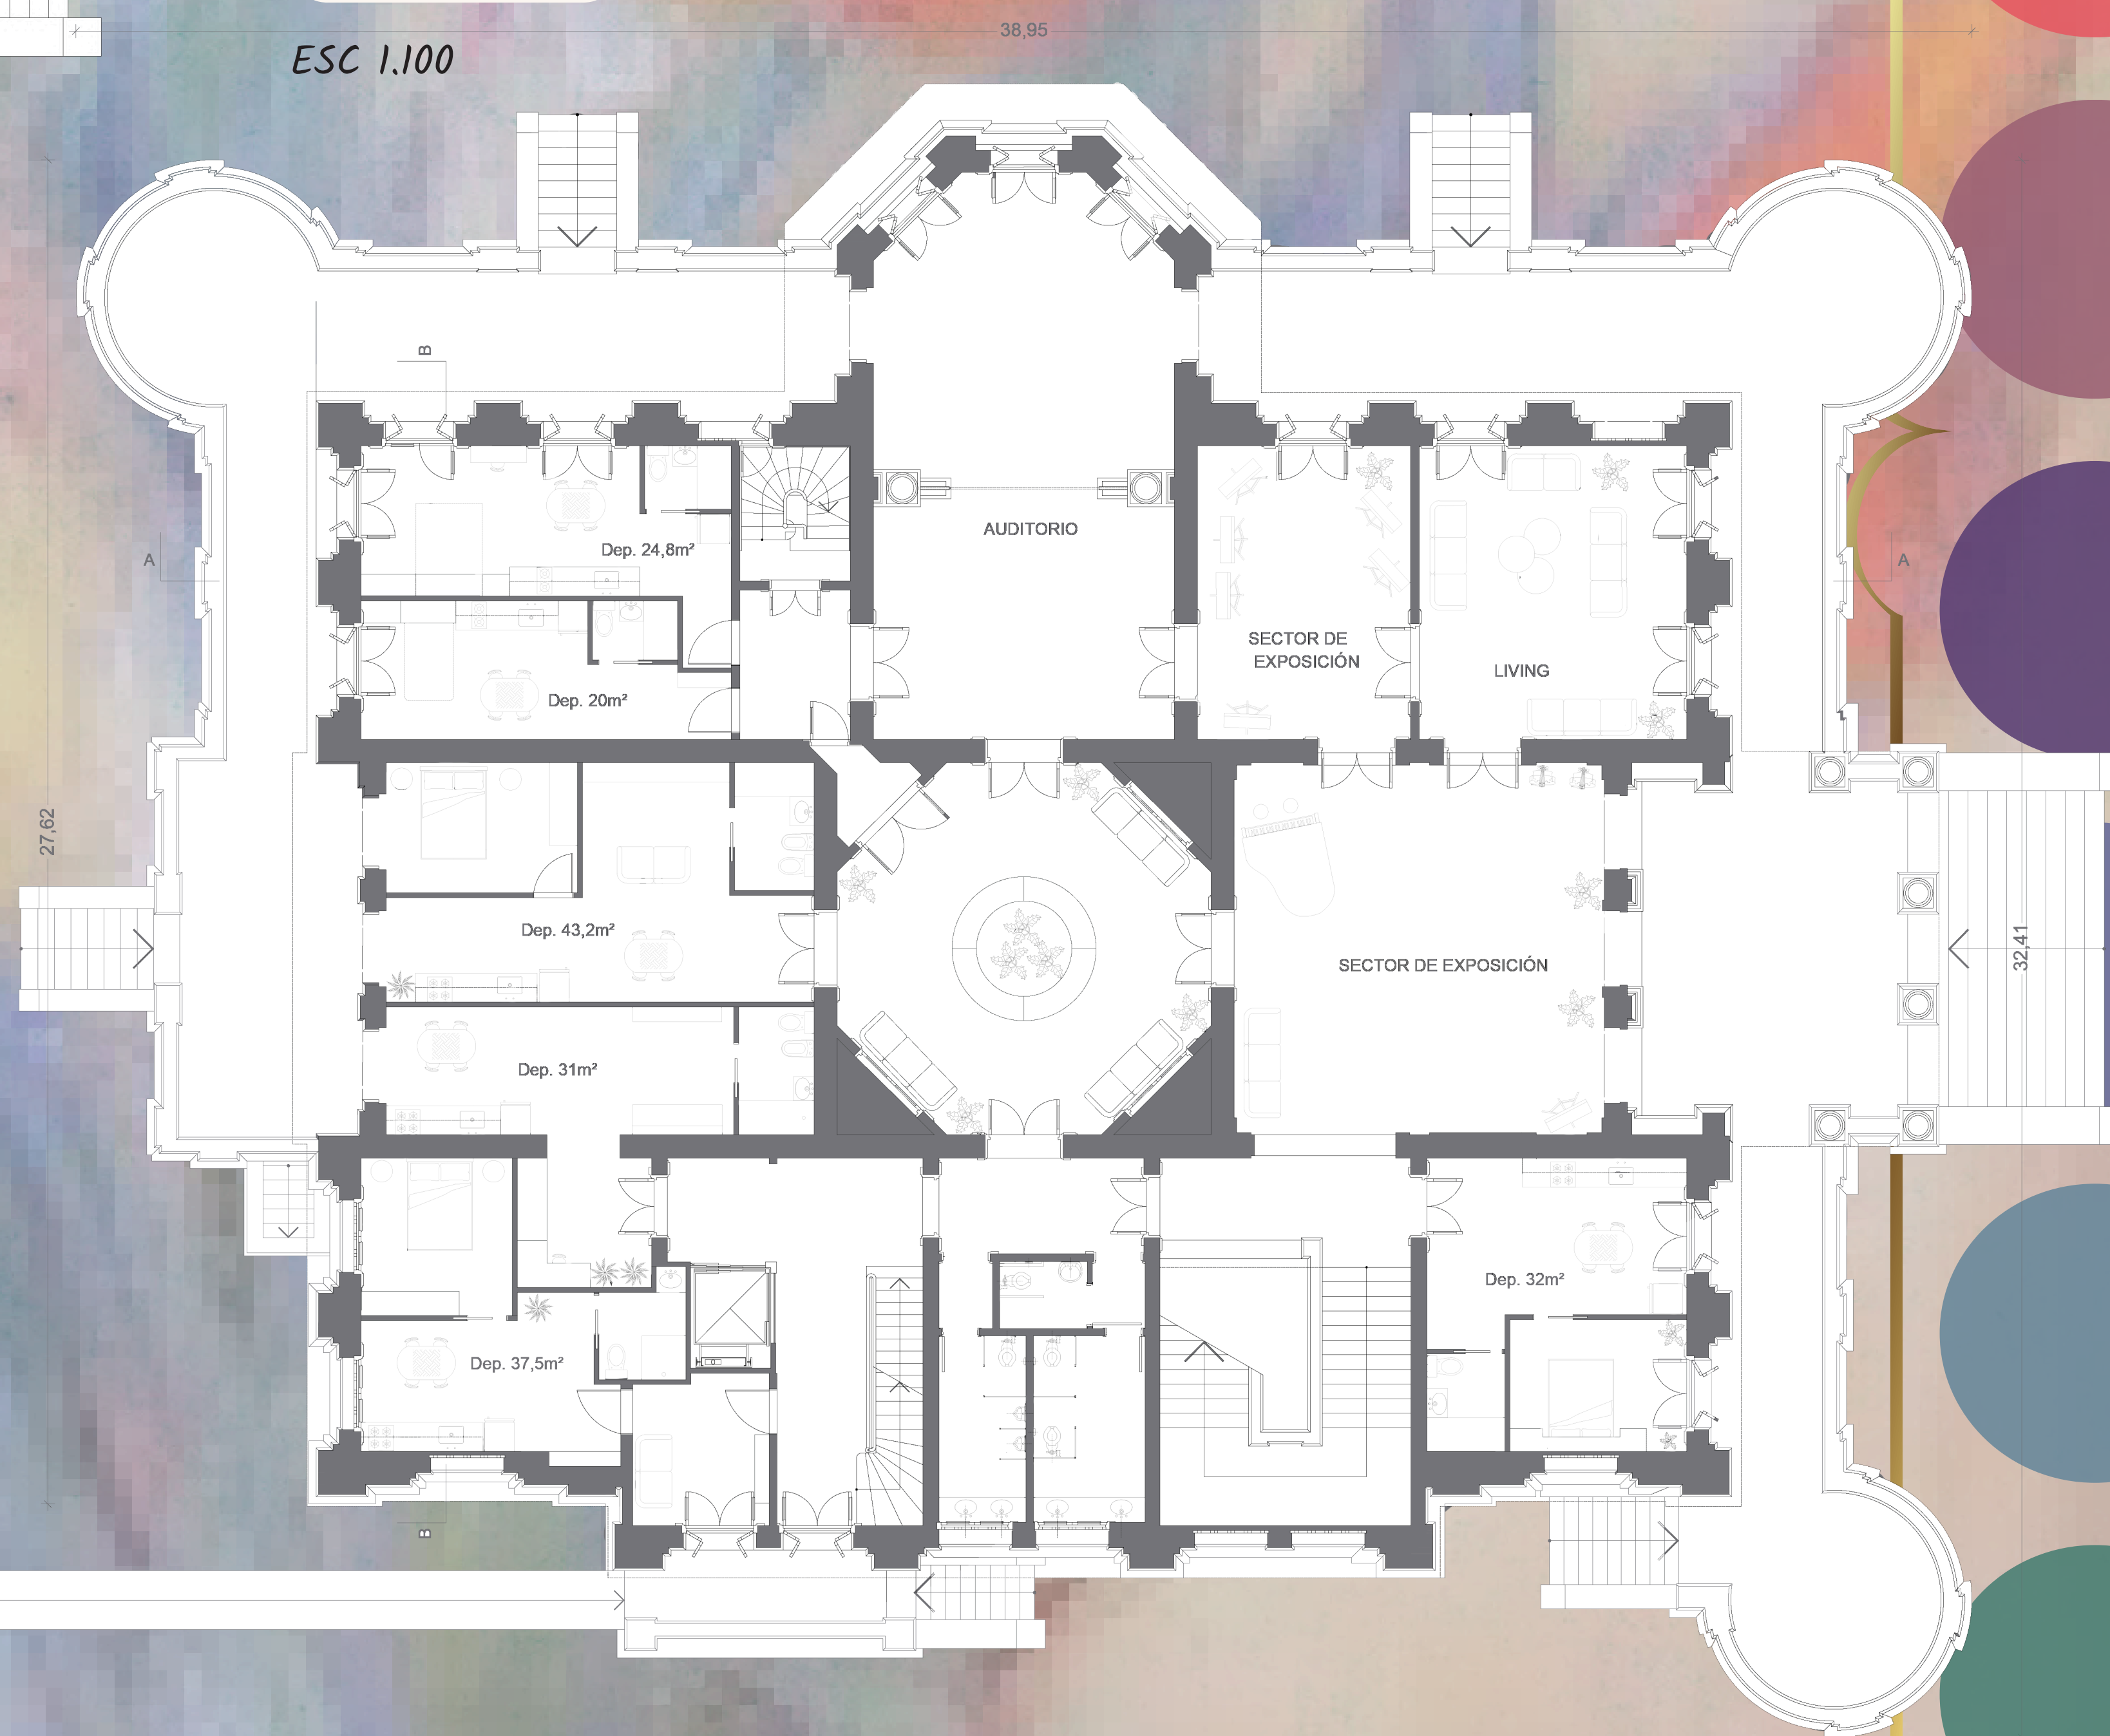 38,95
ESC 1.100
B
AUDITORIO
Dep. 24,8m²
A
A
SECTOR DE
EXPOSICIÓN
LIVING
Dep. 20m²
27,62
Dep. 43,2m²
SECTOR DE EXPOSICIÓN
32,41
Dep. 31m²
Dep. 32m²
Dep. 37,5m²
B